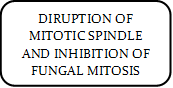 DIRUPTION OF
MITOTIC SPINDLE
AND INHIBITION OF
FUNGAL MITOSIS